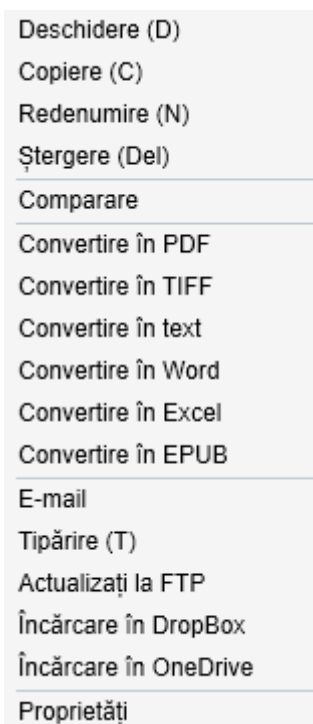 Deschidere (D)
Copiere (C)
Redenumire (N)
Ștergere (Del)
Comparare
Convertire în PDF
Convertire în TIFF
Convertire în text
Convertire în Word
Convertire în Excel
Convertire în EPUB
E-mail
Tipărire (T)
Actualizați la FTP
Încărcare în DropBox
Încărcare în OneDrive
Proprietăți